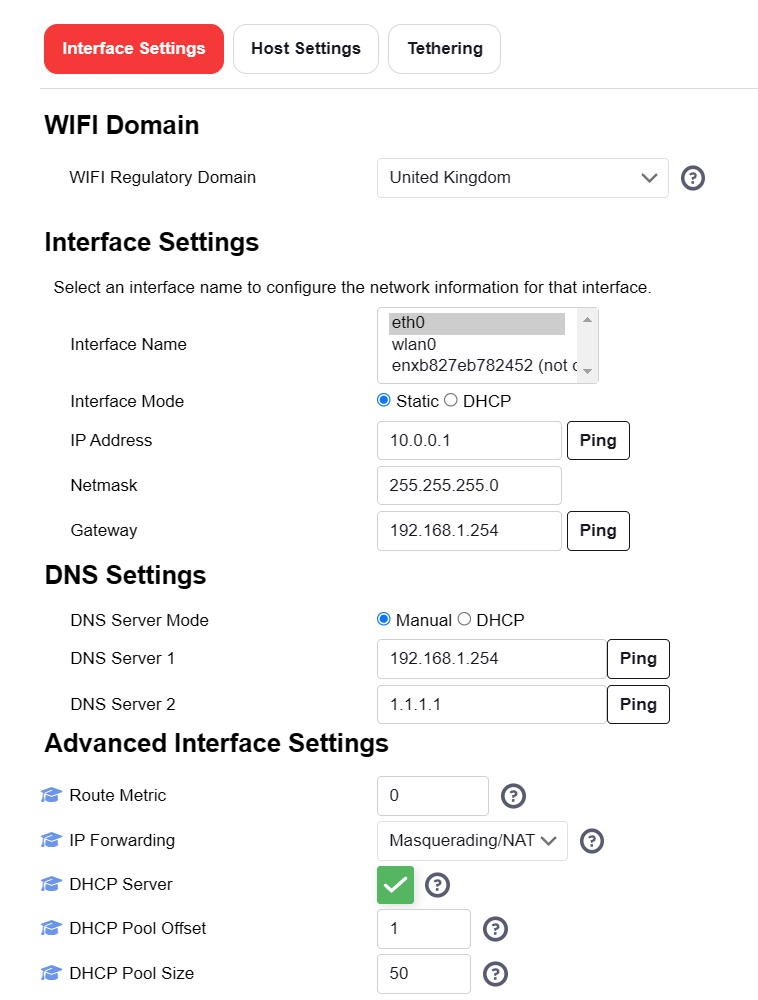 Interface Settings Host Settings Tethering
WIFI Domain
WIFI Regulatory Domain United Kingdom ?
Interface Settings
Select an interface name to configure the network information for that interface.
eth0
Interface Name wlan0
enxb827eb782452 (not
Interface Mode Static DHCP
IP Address 10.0.0.1 Ping
Netmask 255.255.255.0
Gateway 192.168.1.254 Ping
DNS Settings
DNS Server Mode Manual DHCP
DNS Server 1 192.168.1.254 Ping
DNS Server 2 1.1.1.1 Ping
Advanced Interface Settings
Route Metric 0 ?
IP Forwarding Masquerading/NAT ?
DHCP Server ?
DHCP Pool Offset 1 ?
DHCP Pool Size 50 ?